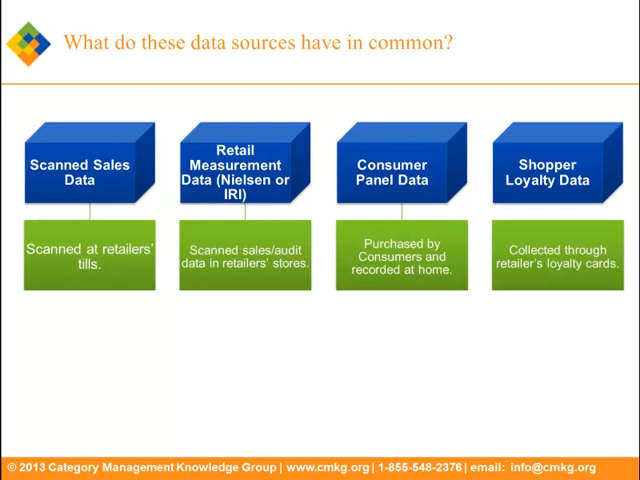 What do these data sources have in common?
Scanned Sales
Data
Scanned at retailers'
tills.
Retail
Measurement
Data (Nielsen or
IRI)
Scanned sales/audit
data in retailers' stores.
Consumer
Panel Data
Purchased by
Consumers and
recorded at home.
Shopper
Loyalty Data
Collected through
retailer's loyalty cards.
© 2013 Category Management Knowledge Group | www.cmkg.org | 1-855-548-2376 | email: info@cmkg.org